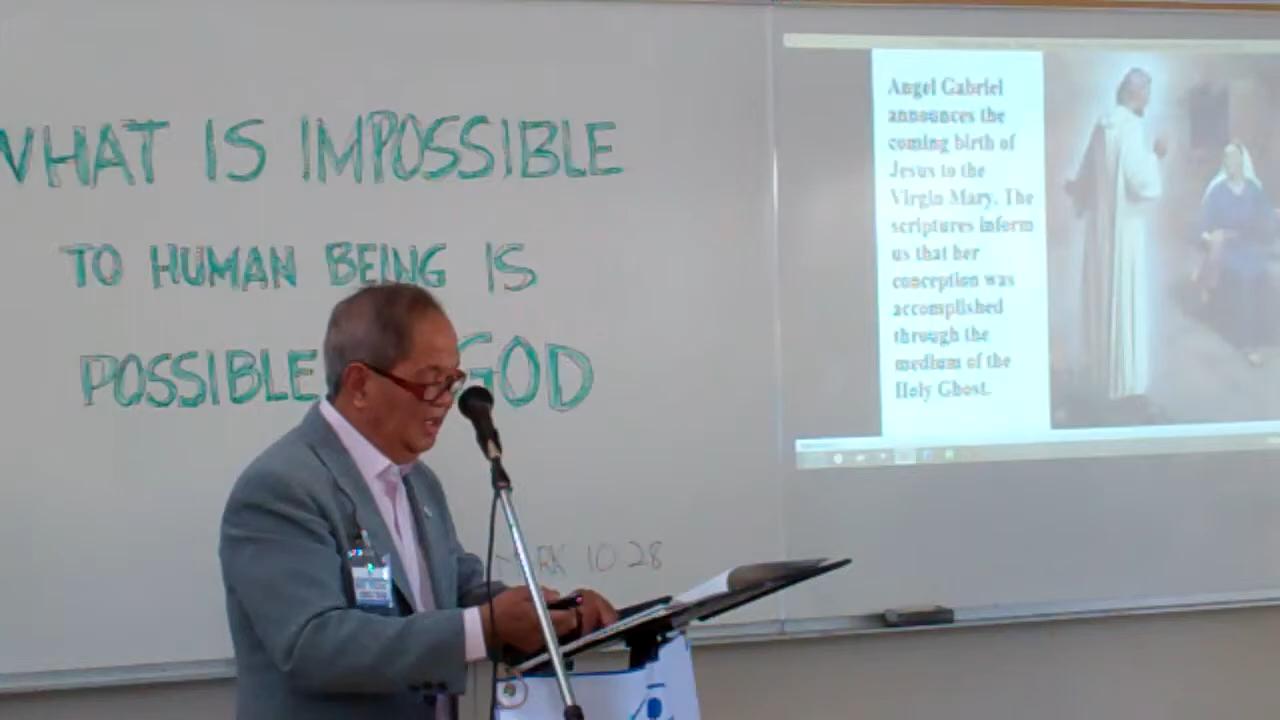 WHAT IS IMPOSSIBLE
TO HUMAN BEING IS
POSSIBLE GOD
RK 10:28
Angel Gabriel
announces the
coming birth of
Jesus to the
Virgin Mary. The
scriptures inform
us that her
conception was
accomplished
through the
medium of the
Holy Ghost.